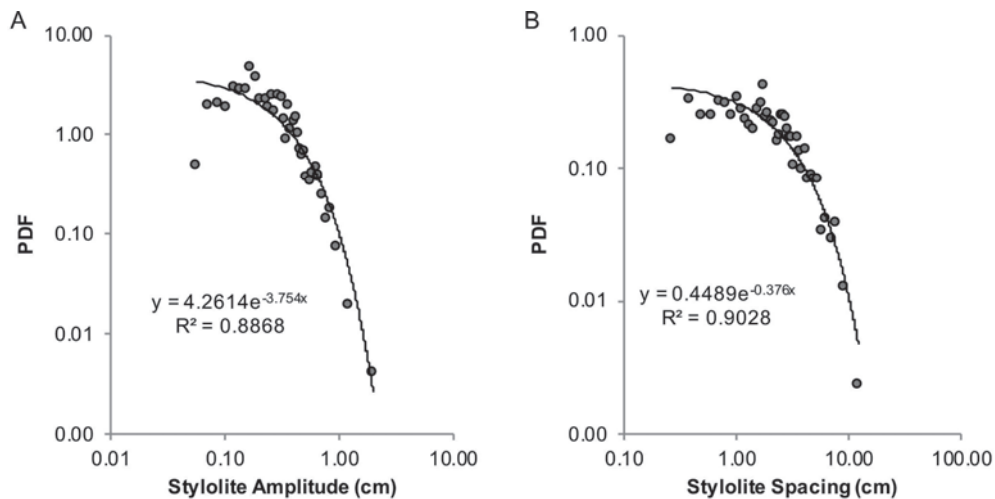 A
10.00
1.00
0.10
0.01
0.00
PDF
y = 4.2614e^-3.754x
R² = 0.8868
0.01
0.10
1.00
10.00
Stylolite Amplitude (cm)
B
1.00
0.10
0.01
0.00
PDF
y = 0.4489e^-0.376x
R² = 0.9028
0.10
1.00
10.00
100.00
Stylolite Spacing (cm)